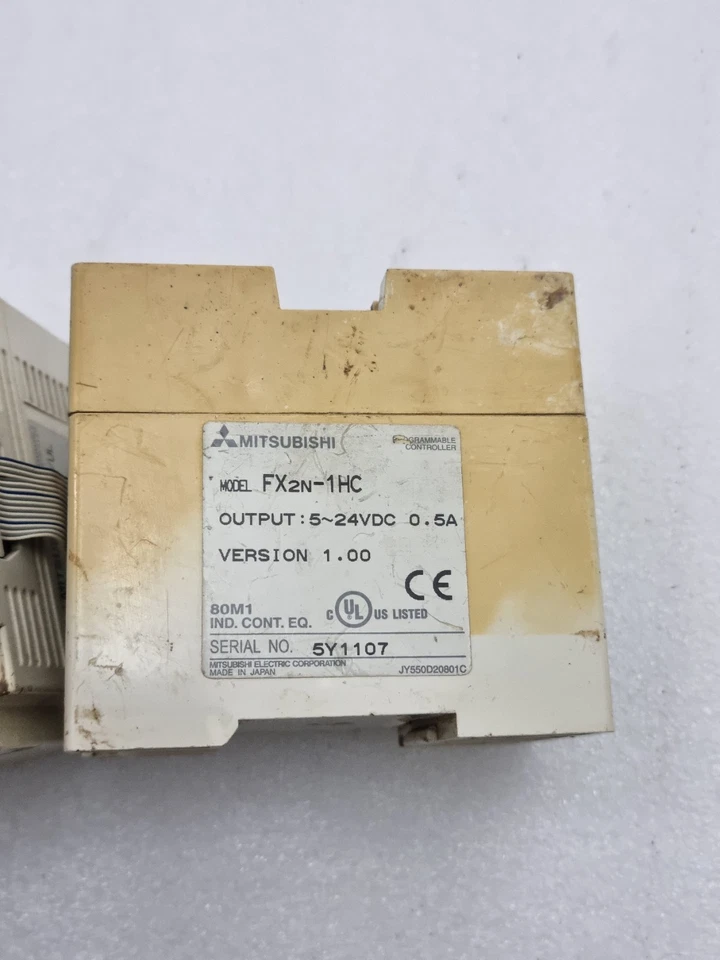 MITSUBISHI
GRAMMABLE
CONTROLLER
MODEL FX2N-1HC
OUTPUT:5~24VDC 0.5A
VERSION 1.00
CE
80M1
IND. CONT. EQ.
C UL US LISTED
SERIAL NO. 5Y1107
MITSUBISHI ELECTRIC CORPORATION
MADE IN JAPAN
JY550D20801C